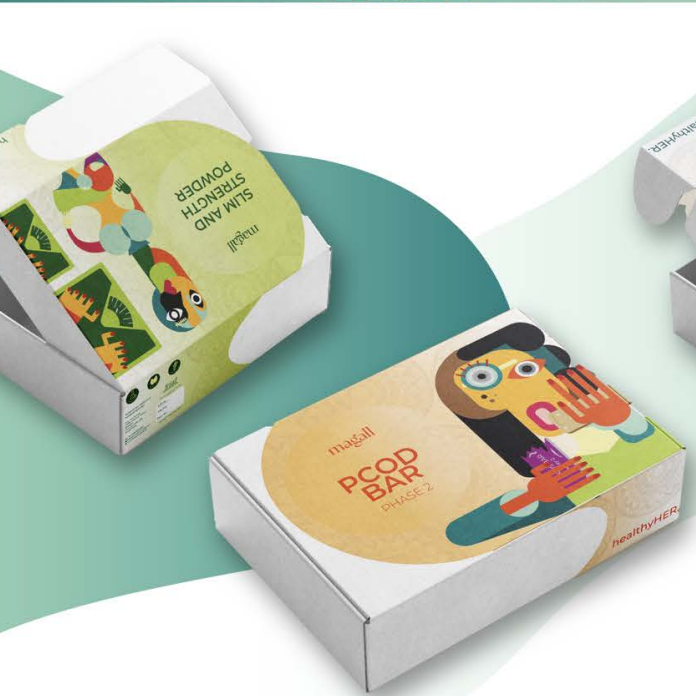 magall
SLIM AND
STRENGTH
POWDER
magall
PCOD
BAR
PHASE 2
healthyHER.
healthyHER.